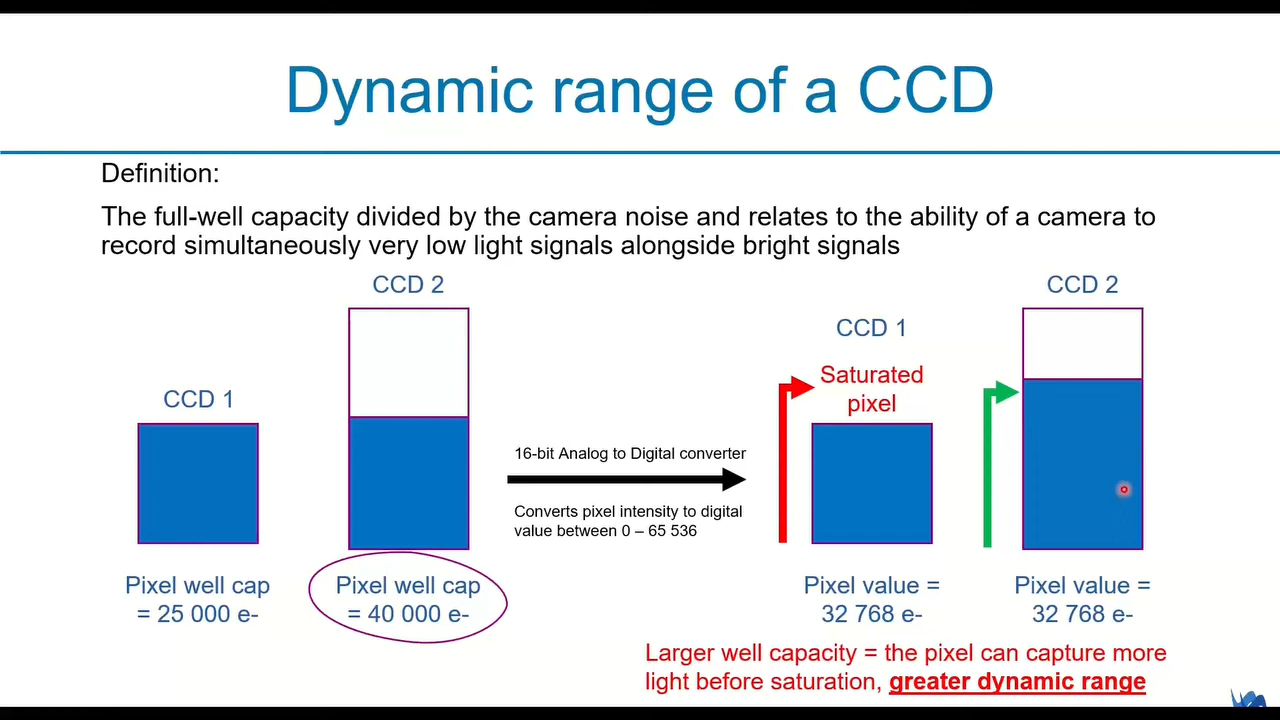 Dynamic range of a CCD
Definition:
The full-well capacity divided by the camera noise and relates to the ability of a camera to
record simultaneously very low light signals alongside bright signals
CCD 1
Pixel well cap
= 25 000 e-
CCD 2
Pixel well cap
= 40 000 e-
16-bit Analog to Digital converter
Converts pixel intensity to digital
value between 0 – 65 536
CCD 1
Saturated
pixel
Pixel value =
32 768 e-
CCD 2
Pixel value =
32 768 e-
Larger well capacity = the pixel can capture more
light before saturation, greater dynamic range